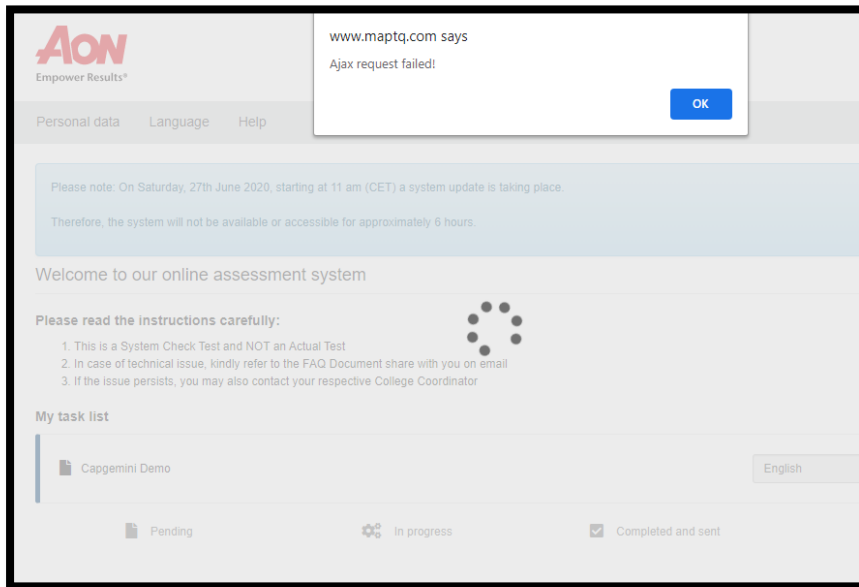 AON
Empower Results®
www.maptq.com says
Ajax request failed!
OK
Personal data Language Help
Please note: On Saturday, 27th June 2020, starting at 11 am (CET) a system update is taking place.
Therefore, the system will not be available or accessible for approximately 6 hours.
Welcome to our online assessment system
Please read the instructions carefully:
1. This is a System Check Test and NOT an Actual Test
2. In case of technical issue, kindly refer to the FAQ Document share with you on email
3. If the issue persists, you may also contact your respective College Coordinator
My task list
Capgemini Demo English
Pending In progress Completed and sent